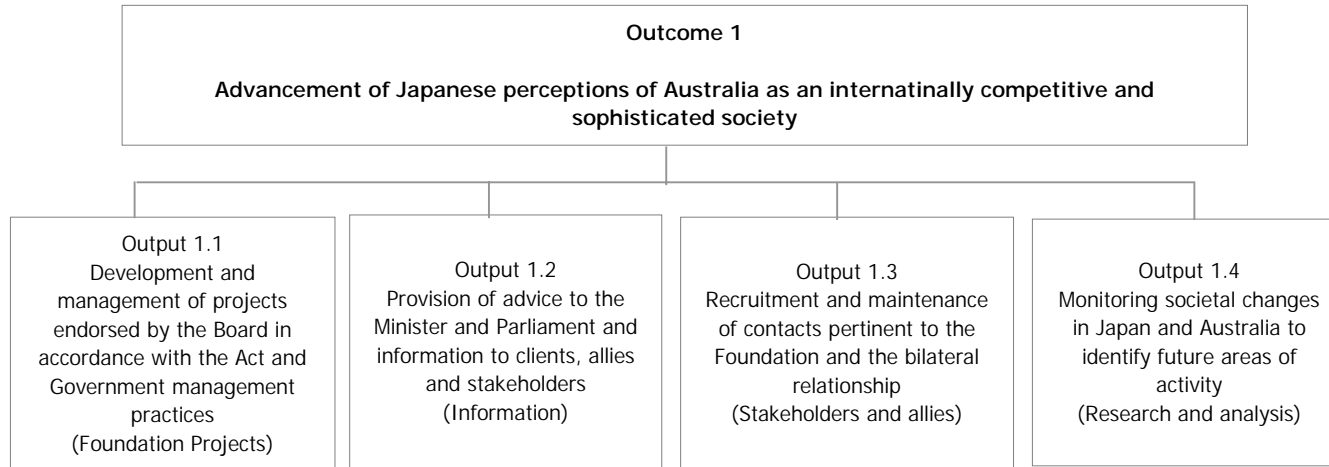 Outcome 1
Advancement of Japanese perceptions of Australia as an internatinally competitive and
sophisticated society
Output 1.1
Development and
management of projects
endorsed by the Board in
accordance with the Act and
Government management
practices
(Foundation Projects)
Output 1.2
Provision of advice to the
Minister and Parliament and
information to clients, allies
and stakeholders
(Information)
Output 1.3
Recruitment and maintenance
of contacts pertinent to the
Foundation and the bilateral
relationship
(Stakeholders and allies)
Output 1.4
Monitoring societal changes
in Japan and Australia to
identify future areas of
activity
(Research and analysis)